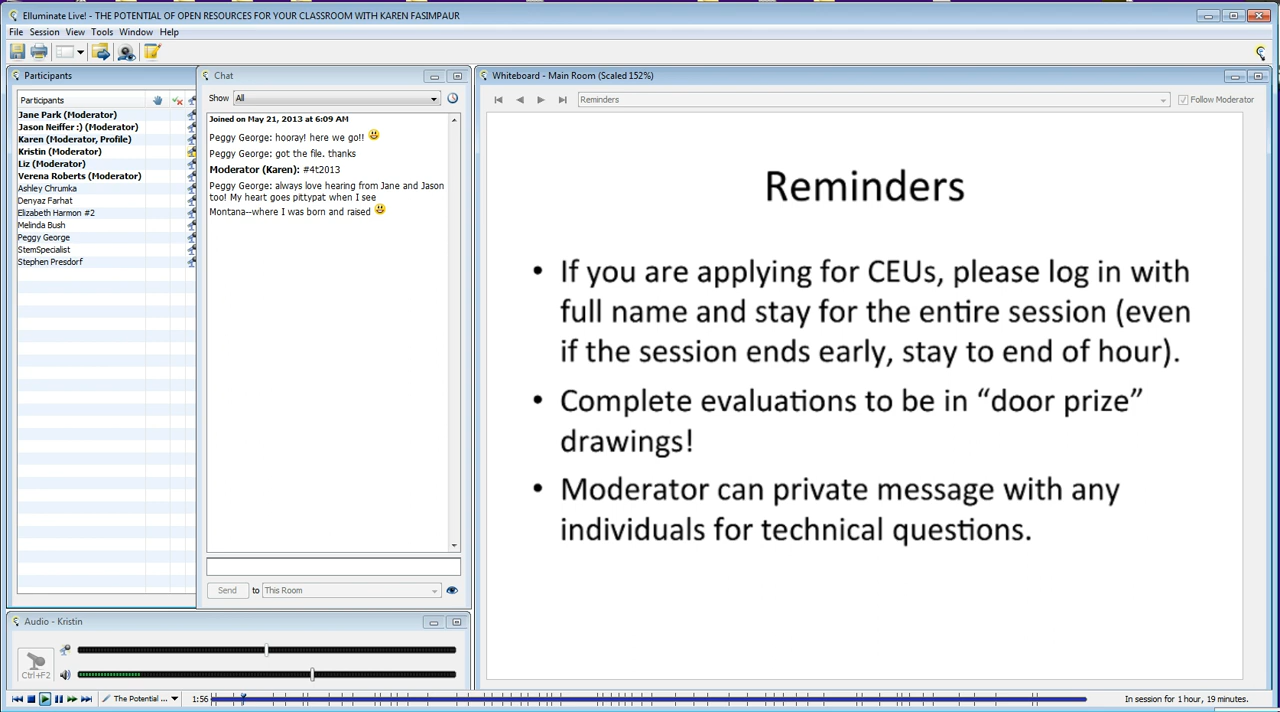 Elluminate Live! - THE POTENTIAL OF OPEN RESOURCES FOR YOUR CLASSROOM WITH KAREN FASIMPAUR
File Session View Tools Window Help
Participants
Participants
Jane Park (Moderator)
Jason Neiffer :) (Moderator)
Karen (Moderator, Profile)
Kristin (Moderator)
Liz (Moderator)
Verena Roberts (Moderator)
Ashley Chrumka
Denyaz Farhat
Elizabeth Harmon #2
Melinda Bush
Peggy George
StemSpecialist
Stephen Presdorf
Chat
Show All
Joined on May 21, 2013 at 6:09 AM
Peggy George: hooray! here we go!!
Peggy George: got the file. thanks
Moderator (Karen): #4t2013
Peggy George: always love hearing from Jane and Jason
too! My heart goes pittypat when I see
Montana--where I was born and raised
Send to This Room
Audio - Kristin
Ctrl+F2
Whiteboard - Main Room (Scaled 152%)
Reminders Follow Moderator
Reminders
• If you are applying for CEUs, please log in with
full name and stay for the entire session (even
if the session ends early, stay to end of hour).
• Complete evaluations to be in “door prize”
drawings!
• Moderator can private message with any
individuals for technical questions.
The Potential ... 1:56 In session for 1 hour, 19 minutes.